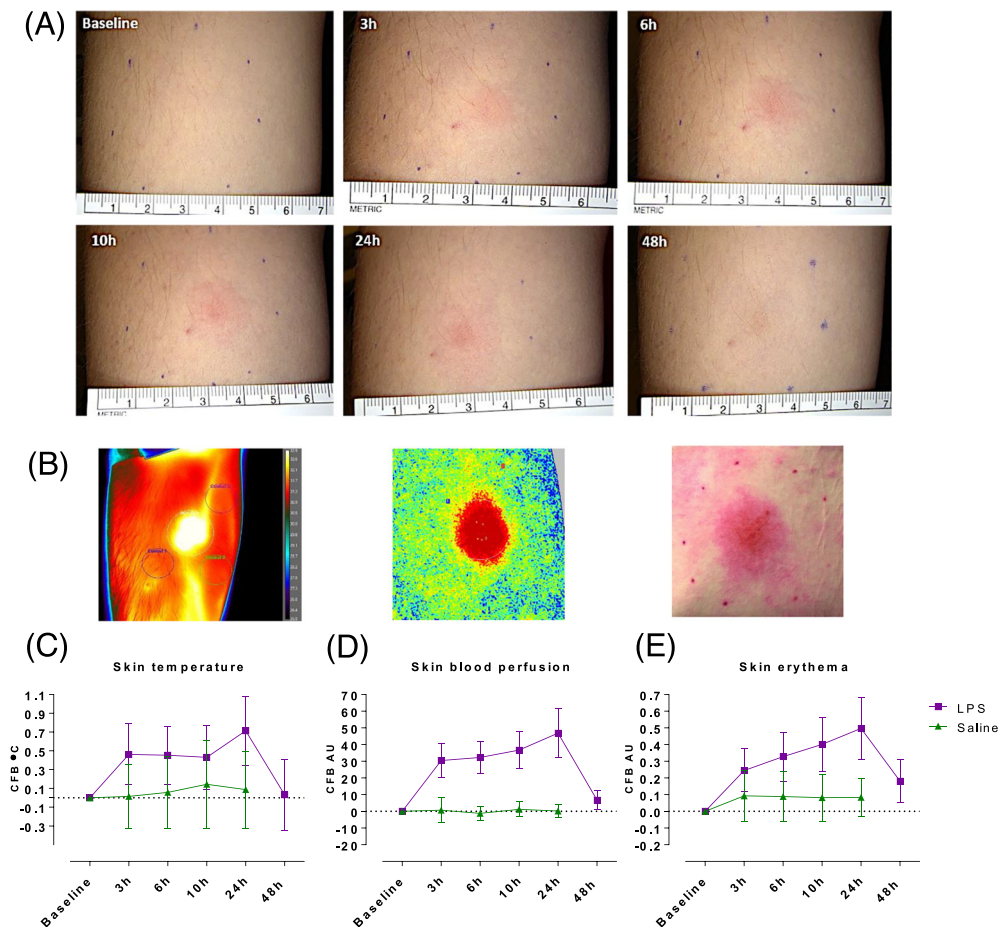 (A)
Baseline
3h
6h
1 2 3 4 5 6 7
METRIC 1 2 3 4 5 6 7
METRIC 1 2 3 4 5 6 7
10h
24h
48h
METRIC 1 2 3 4 5 6
1 2 3 4 5 6
1 2 3 4 5 6 7
(B)
(C)
Skin temperature
1.1
0.9
0.7
0.5
0.3
0.1
-0.1
-0.3
CFB °C
Baseline 3h 6h 10h 24h 48h
(D)
Skin blood perfusion
70
60
50
40
30
20
10
0
-10
-20
CFB AU
Baseline 3h 6h 10h 24h 48h
(E)
Skin erythema
0.7
0.6
0.5
0.4
0.3
0.2
0.1
0.0
-0.1
-0.2
CFB AU
Baseline 3h 6h 10h 24h 48h
LPS
Saline